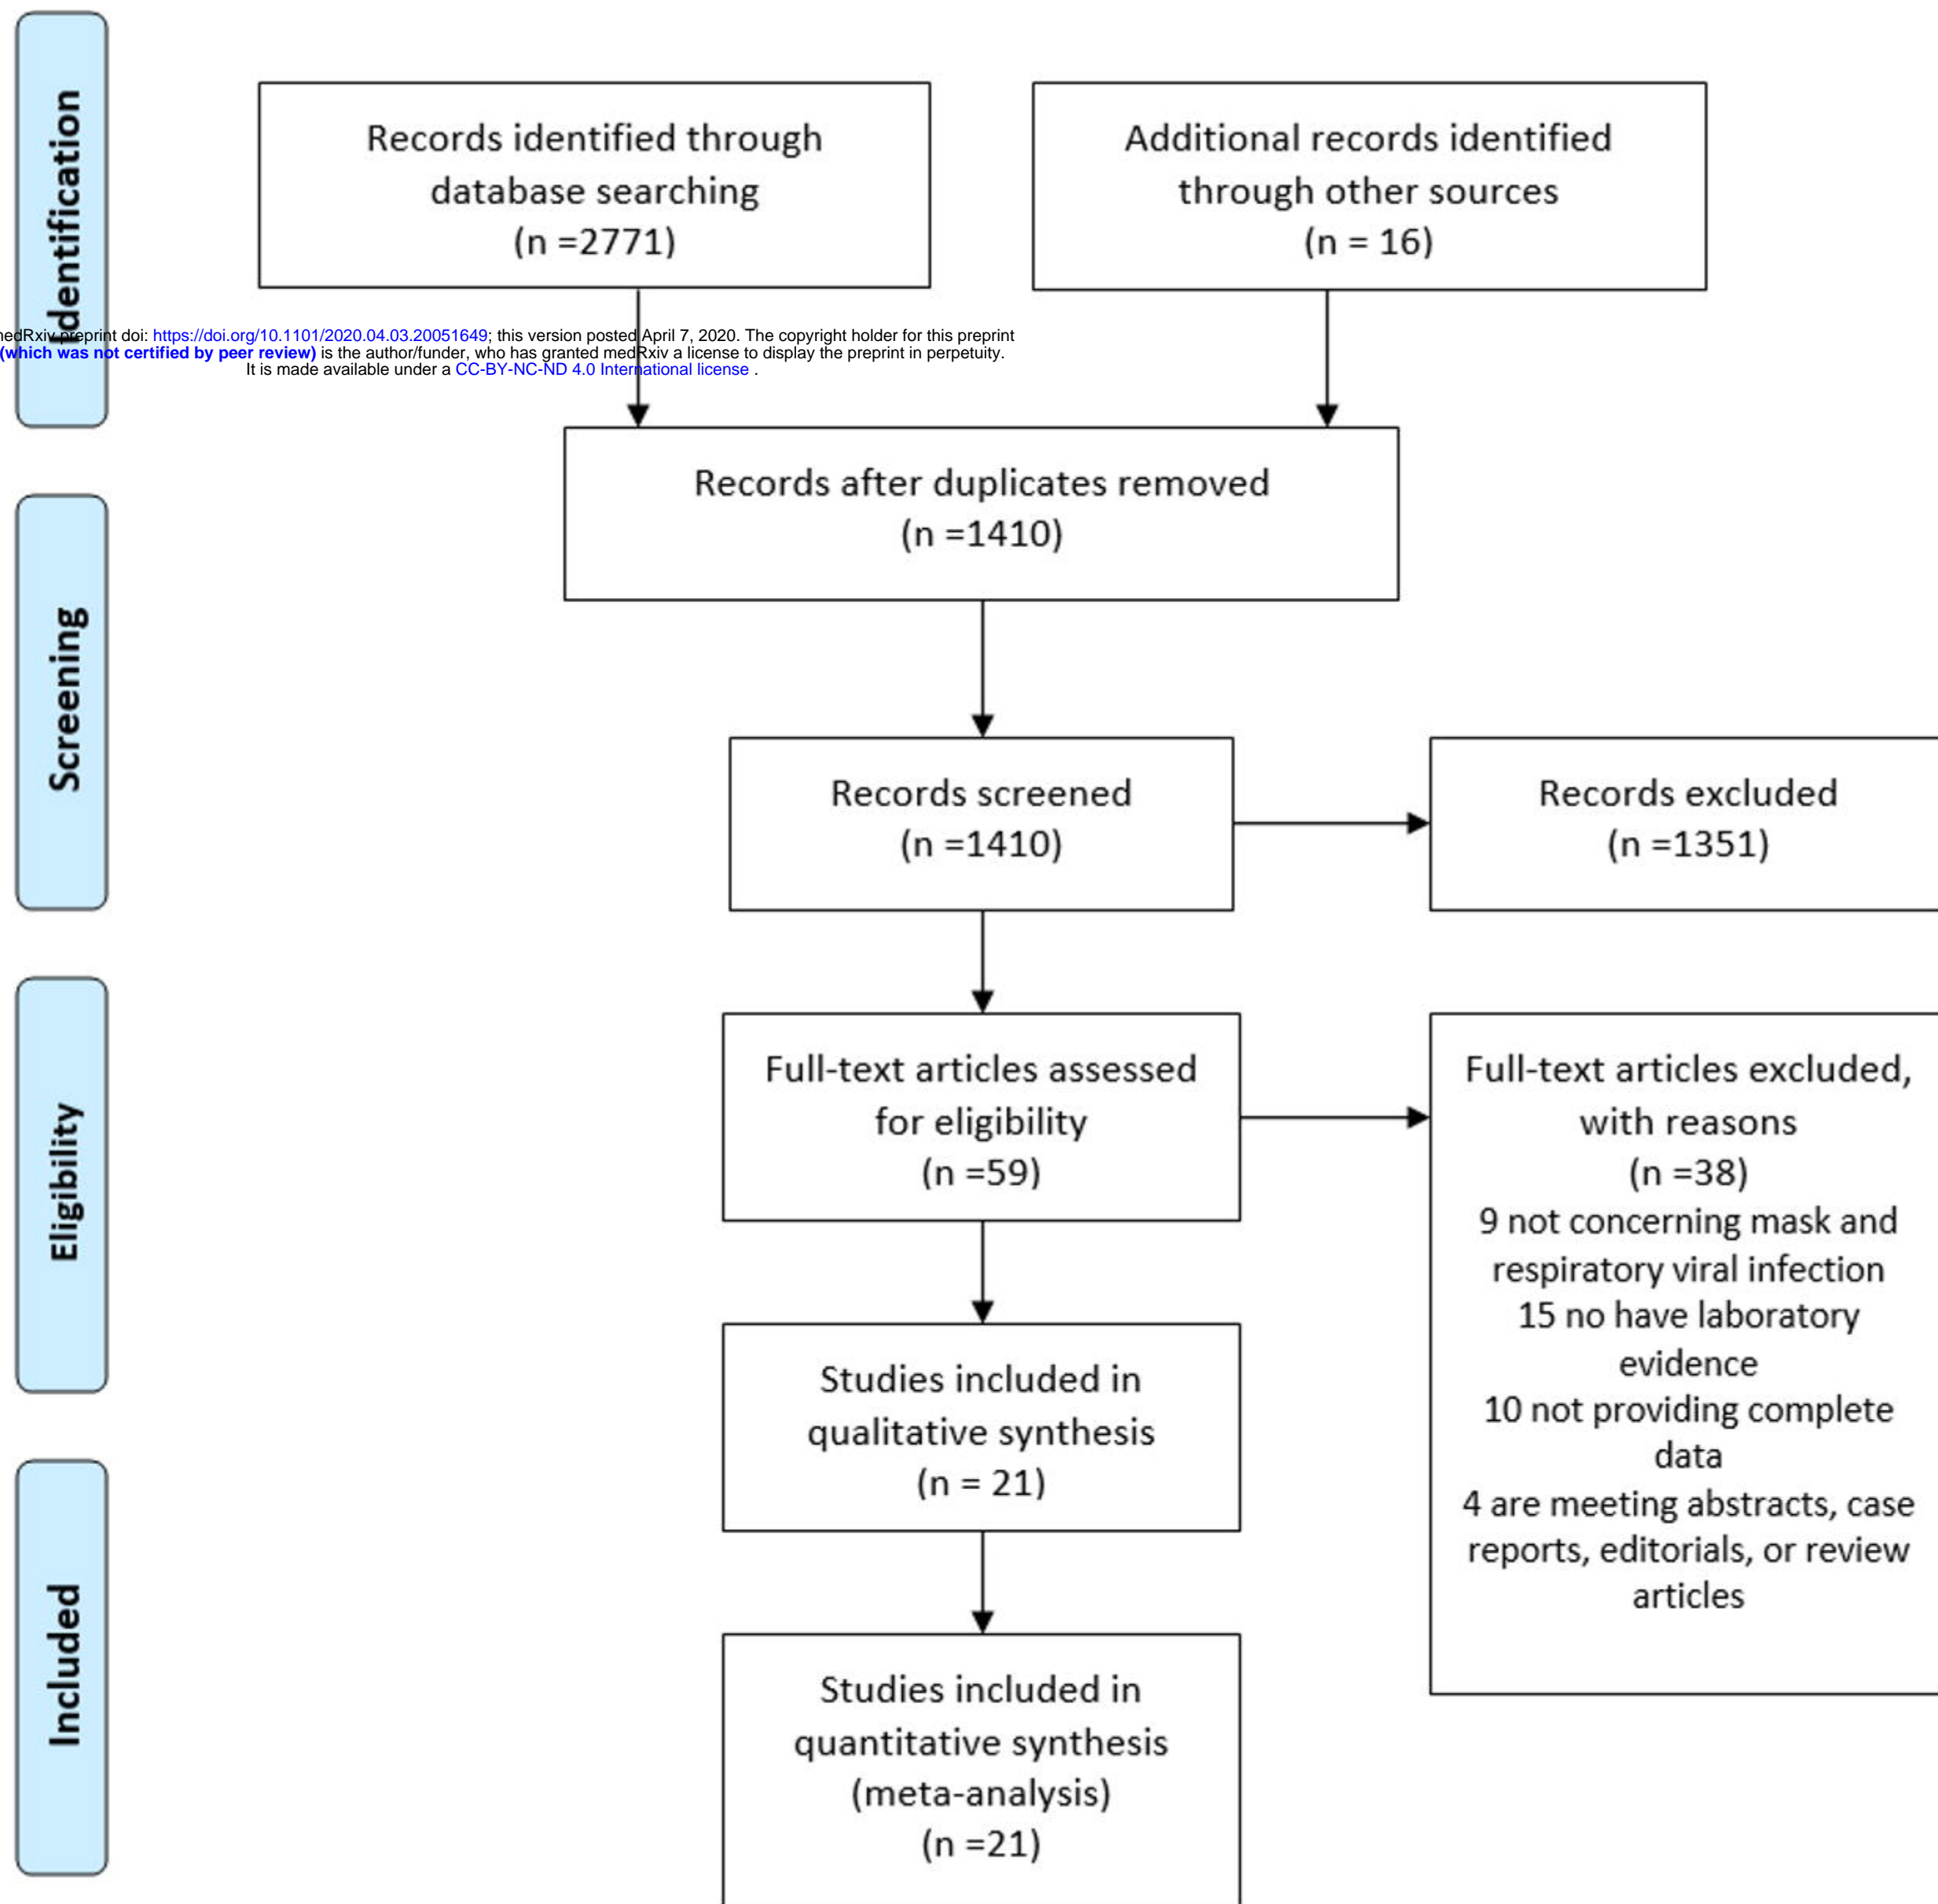 Identification
Records identified through
database searching
(n =2771)
Additional records identified
through other sources
(n = 16)
preprint doi: https://doi.org/10.1101/2020.04.03.20051649; this version posted April 7, 2020. The copyright holder for this preprint
(which was not certified by peer review) is the author/funder, who has granted medRxiv a license to display the preprint in perpetuity.
It is made available under a CC-BY-NC-ND 4.0 International license .
Records after duplicates removed
(n =1410)
Screening
Records screened
(n =1410)
Records excluded
(n =1351)
Eligibility
Full-text articles assessed
for eligibility
(n =59)
Full-text articles excluded,
with reasons
(n =38)
9 not concerning mask and
respiratory viral infection
15 no have laboratory
evidence
10 not providing complete
data
4 are meeting abstracts, case
reports, editorials, or review
articles
Studies included in
qualitative synthesis
(n = 21)
Included
Studies included in
quantitative synthesis
(meta-analysis)
(n =21)